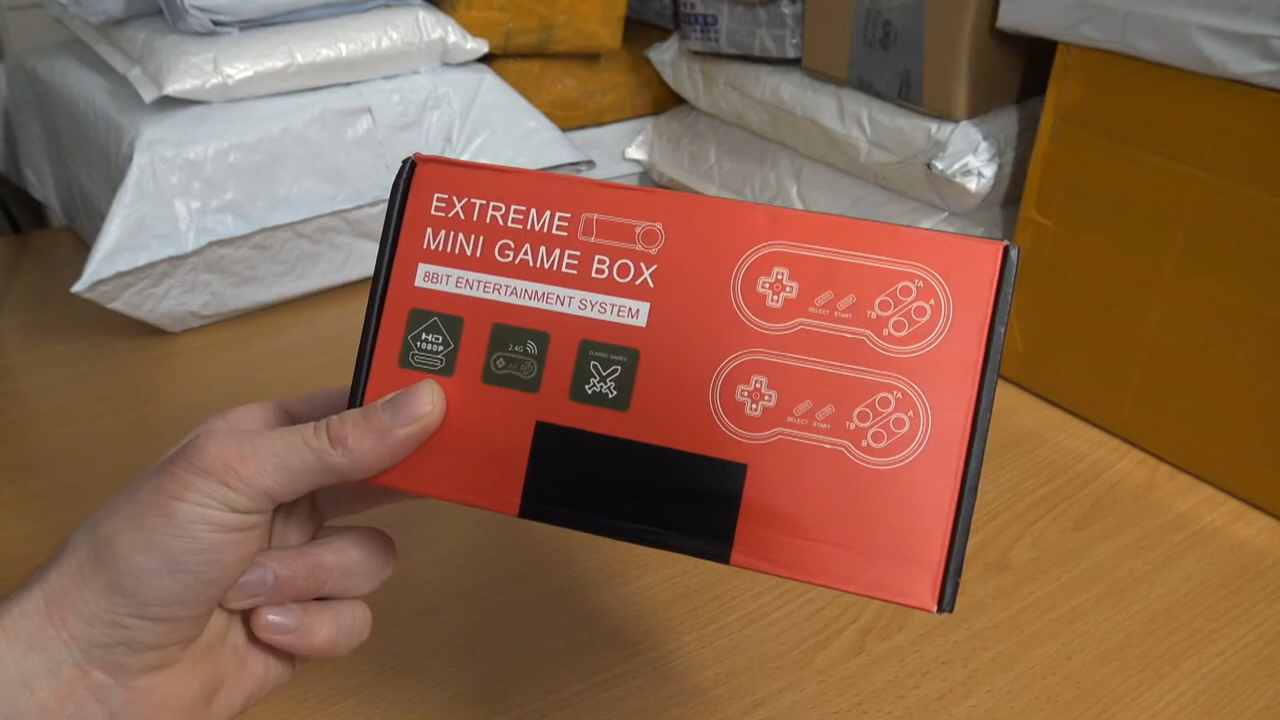 EXTREME
MINI GAME BOX
8BIT ENTERTAINMENT SYSTEM
HD
1080P
2.4G
CLASSIC GAMES
SELECT START
TA
A
TB
B
SELECT START
TA
A
TB
B